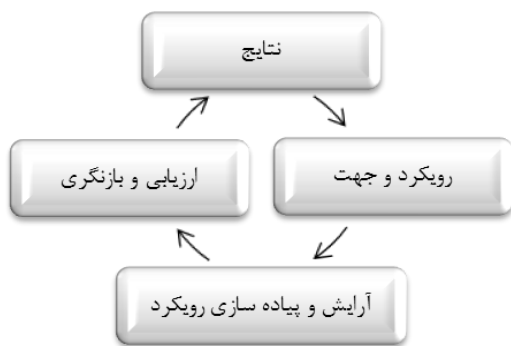 نتایج
رویکرد و جهت
ارزیابی و بازنگری
آرایش و پیاده سازی رویکرد